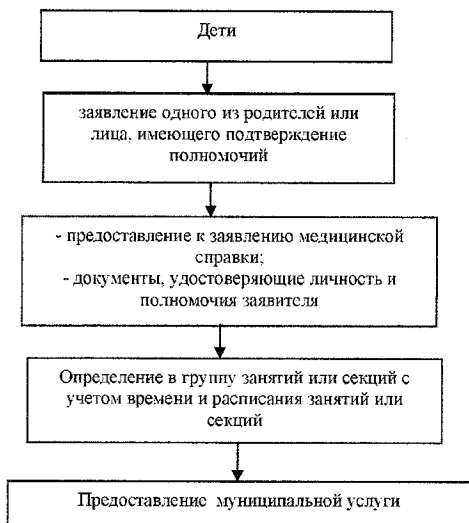 Дети
заявление одного из родителей или
лица, имеющего подтверждение
полномочий
- предоставление к заявлению медицинской
справки;
- документы, удостоверяющие личность и
полномочия заявителя
Определение в группу занятий или секций с
учетом времени и расписания занятий или
секций
Предоставление муниципальной услуги